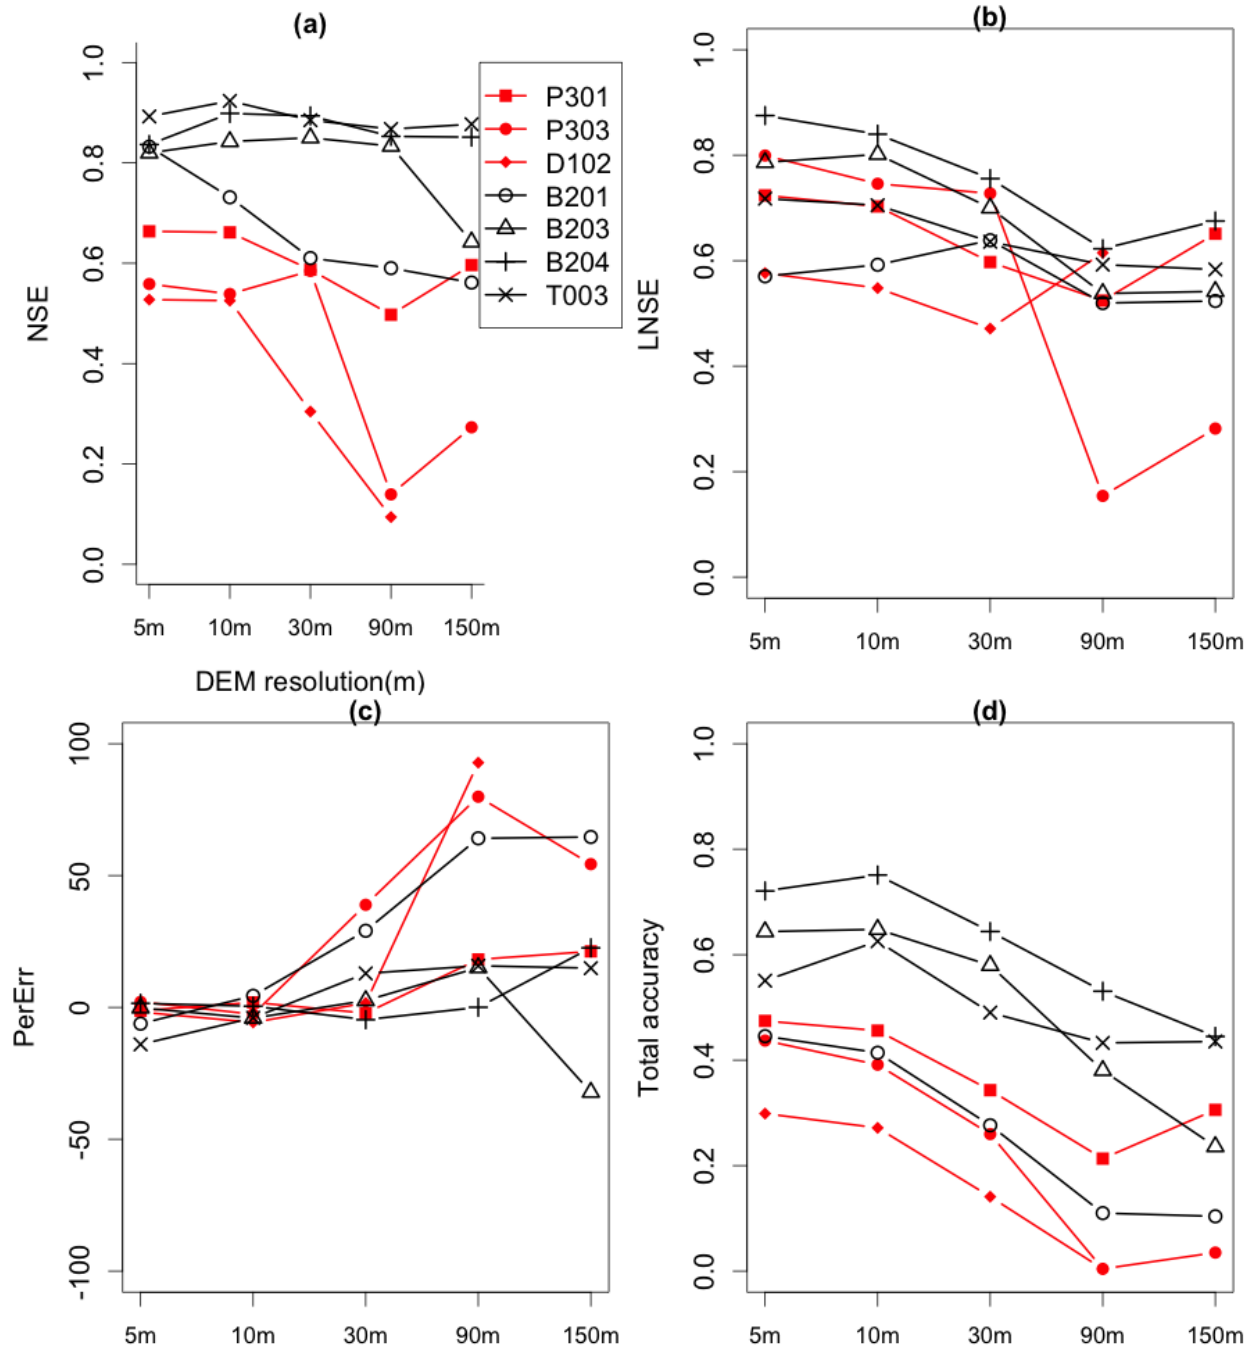 (a)
NSE
1.0
0.8
0.6
0.4
0.2
0.0
5m 10m 30m 90m 150m
DEM resolution(m)
P301
P303
D102
B201
B203
B204
T003
(b)
LNSE
1.0
0.8
0.6
0.4
0.2
0.0
5m 10m 30m 90m 150m
(c)
PerErr
100
50
0
-50
-100
5m 10m 30m 90m 150m
(d)
Total accuracy
1.0
0.8
0.6
0.4
0.2
0.0
5m 10m 30m 90m 150m